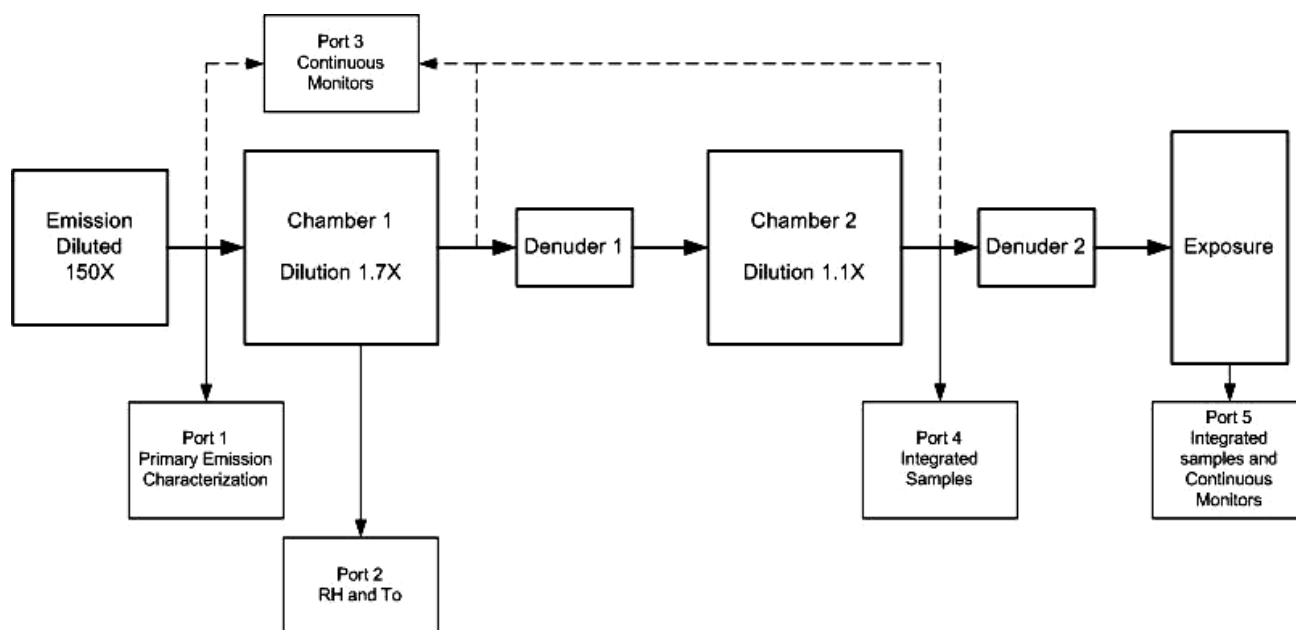 Port 3
Continuous
Monitors
Emission
Diluted
150X
Chamber 1
Dilution 1.7X
Denuder 1
Chamber 2
Dilution 1.1X
Denuder 2
Exposure
Port 1
Primary Emission
Characterization
Port 2
RH and To
Port 4
Integrated
Samples
Port 5
Integrated
samples and
Continuous
Monitors